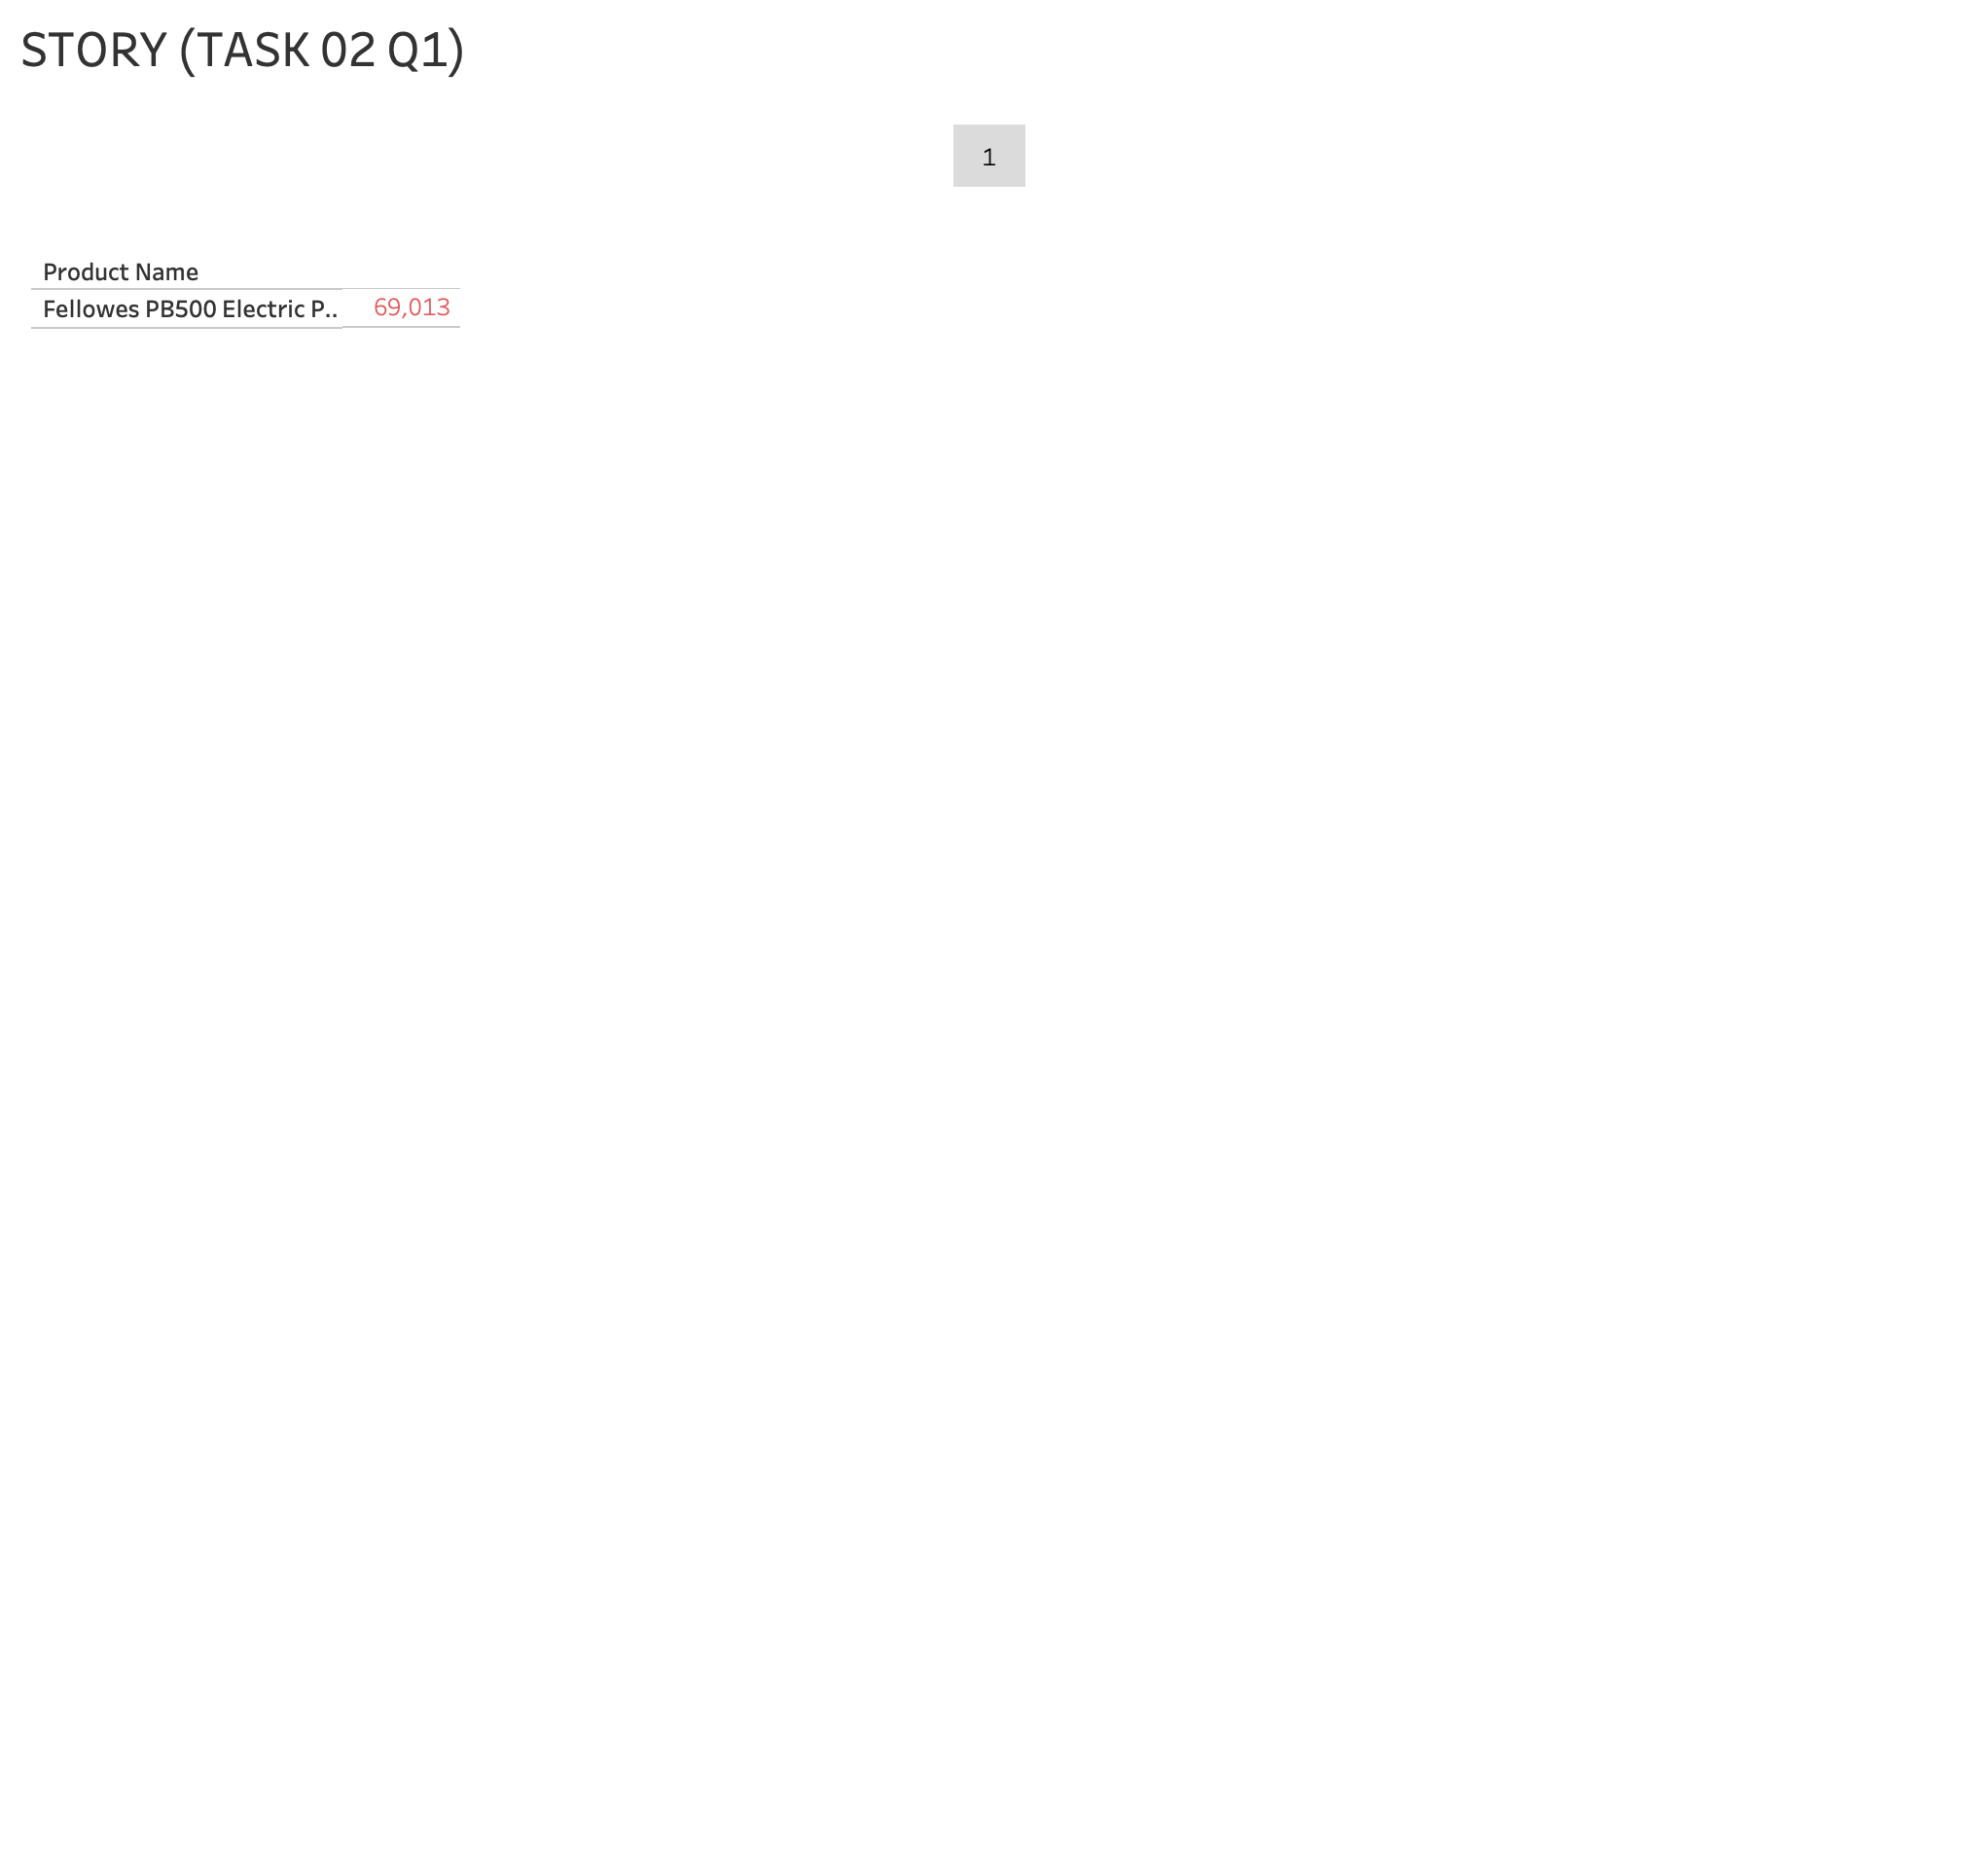 STORY (TASK 02 Q1)
1
Product Name
Fellowes PB500 Electric P.. 69,013